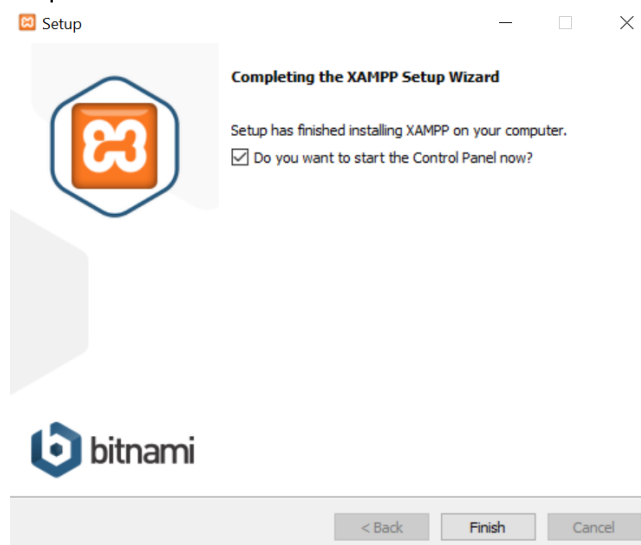 Setup
Completing the XAMPP Setup Wizard
Setup has finished installing XAMPP on your computer.
Do you want to start the Control Panel now?
bitnami
< Back
Finish
Cancel